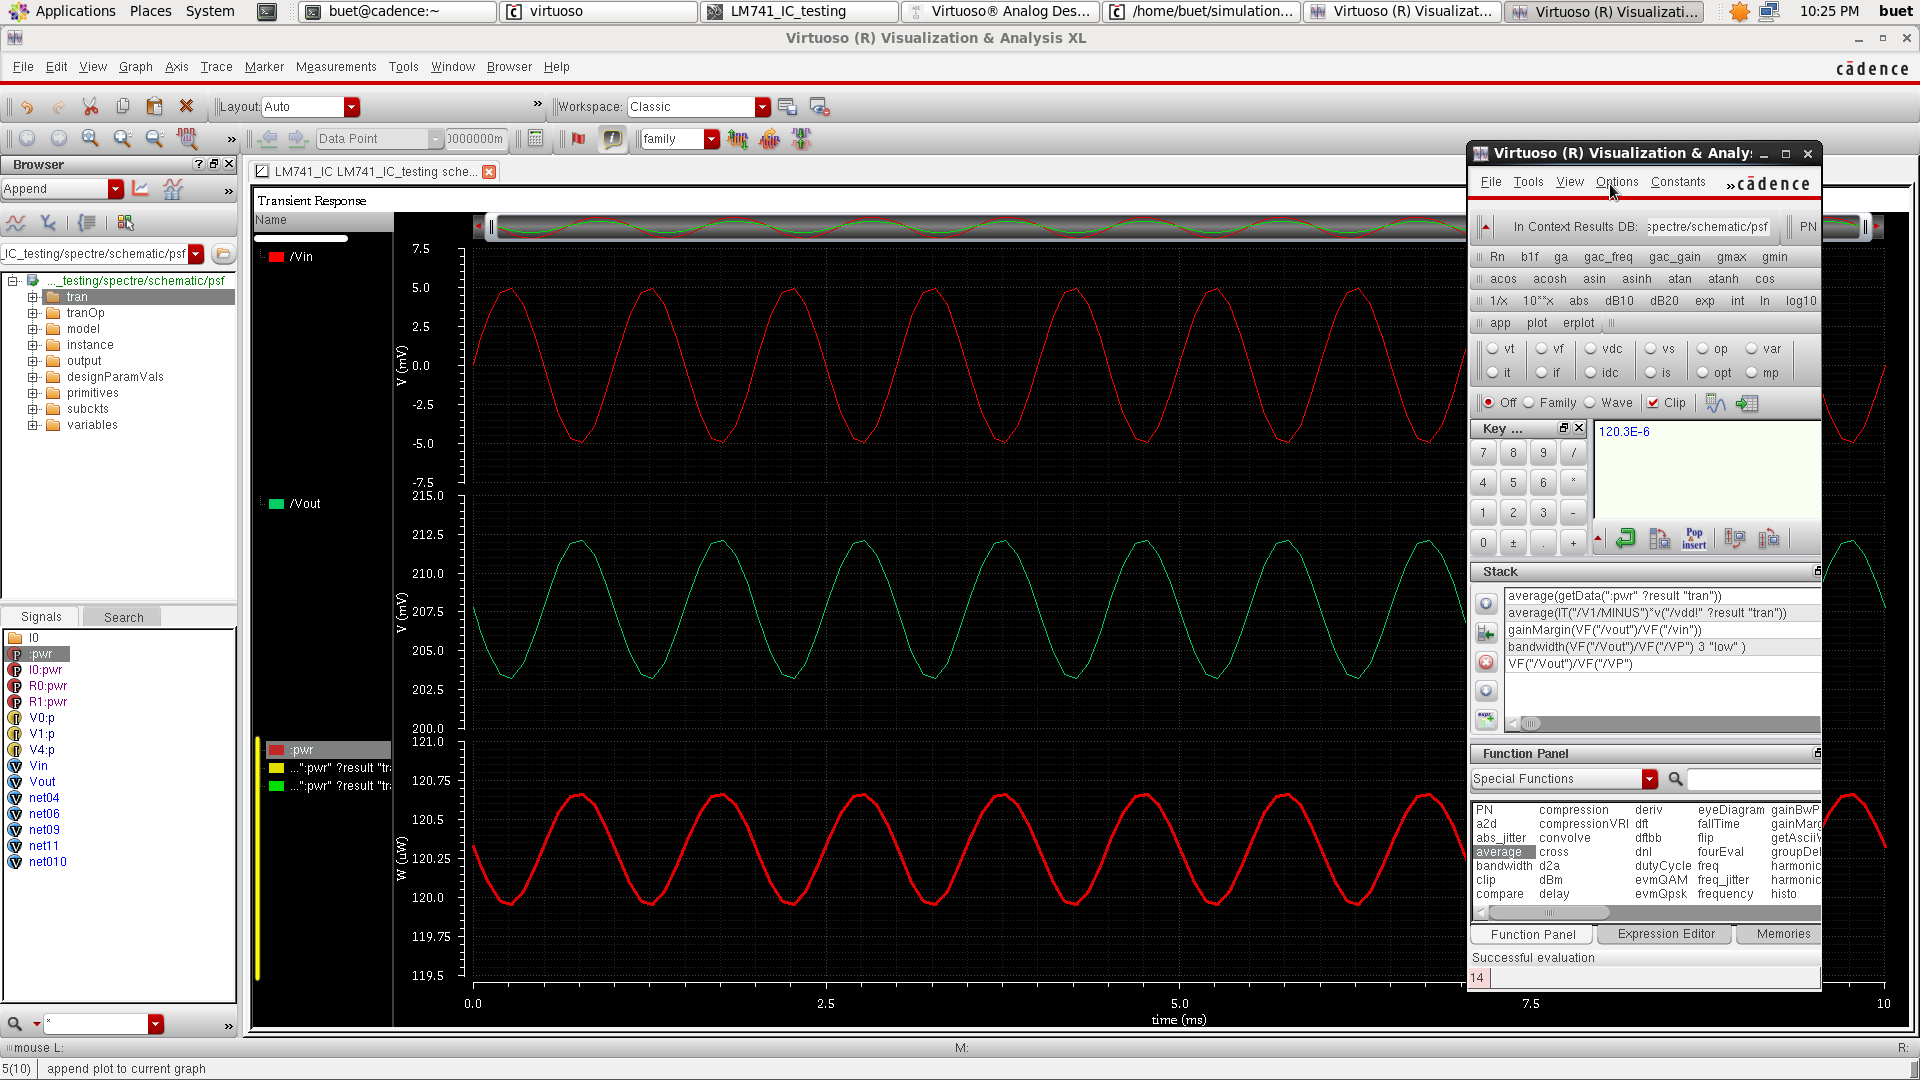 Applications Places System buet@cadence:~ virtuoso LM741_IC_testing Virtuoso® Analog Des... /home/buet/simulation... Virtuoso (R) Visualizat... Virtuoso (R) Visualizati... 10:25 PM buet
Virtuoso (R) Visualization & Analysis XL
File Edit View Graph Axis Trace Marker Measurements Tools Window Browser Help
cādence
Layout: Auto » Workspace: Classic
» Data Point 0000000m family
Browser
Append »
_IC_testing/spectre/schematic/psf
..._testing/spectre/schematic/psf
tran
tranOp
model
instance
output
designParamVals
primitives
subckts
variables
Signals Search
I0
:pwr
I0:pwr
R0:pwr
R1:pwr
V0:p
V1:p
V4:p
Vin
Vout
net04
net06
net09
net11
net010
* »
LM741_IC LM741_IC_testing sche...
Transient Response
Name
/Vin
/Vout
:pwr
...":pwr" ?result "tra
...":pwr" ?result "tra
7.5
5.0
2.5
0.0
-2.5
-5.0
-7.5
V (mV)
215.0
212.5
210.0
207.5
205.0
202.5
200.0
V (mV)
121.0
120.75
120.5
120.25
120.0
119.75
119.5
W (uW)
0.0 2.5 5.0 7.5 10
time (ms)
Virtuoso (R) Visualization & Analys
File Tools View Options Constants » cādence
In Context Results DB: spectre/schematic/psf PN
Rn b1f ga gac_freq gac_gain gmax gmin
acos acosh asin asinh atan atanh cos
1/x 10**x abs dB10 dB20 exp int ln log10
app plot erplot
vt vf vdc vs op var
it if idc is opt mp
Off Family Wave Clip
Key ...
7 8 9 /
4 5 6 *
1 2 3 -
0 ± . +
120.3E-6
Pop insert
Stack
average(getData(":pwr" ?result "tran"))
average(IT("/V1/MINUS")*v("/vdd!" ?result "tran"))
gainMargin(VF("/vout")/VF("/vin"))
bandwidth(VF("/Vout")/VF("/VP") 3 "low" )
VF("/Vout")/VF("/VP")
expr
Function Panel
Special Functions
PN compression deriv eyeDiagram gainBwP
a2d compressionVRI dft fallTime gainMarg
abs_jitter convolve dftbb flip getAsciiV
average cross dnl fourEval groupDel
bandwidth d2a dutyCycle freq harmonic
clip dBm evmQAM freq_jitter harmonic
compare delay evmQpsk frequency histo
Function Panel Expression Editor Memories
Successful evaluation
14
mouse L: M: R:
5(10) append plot to current graph